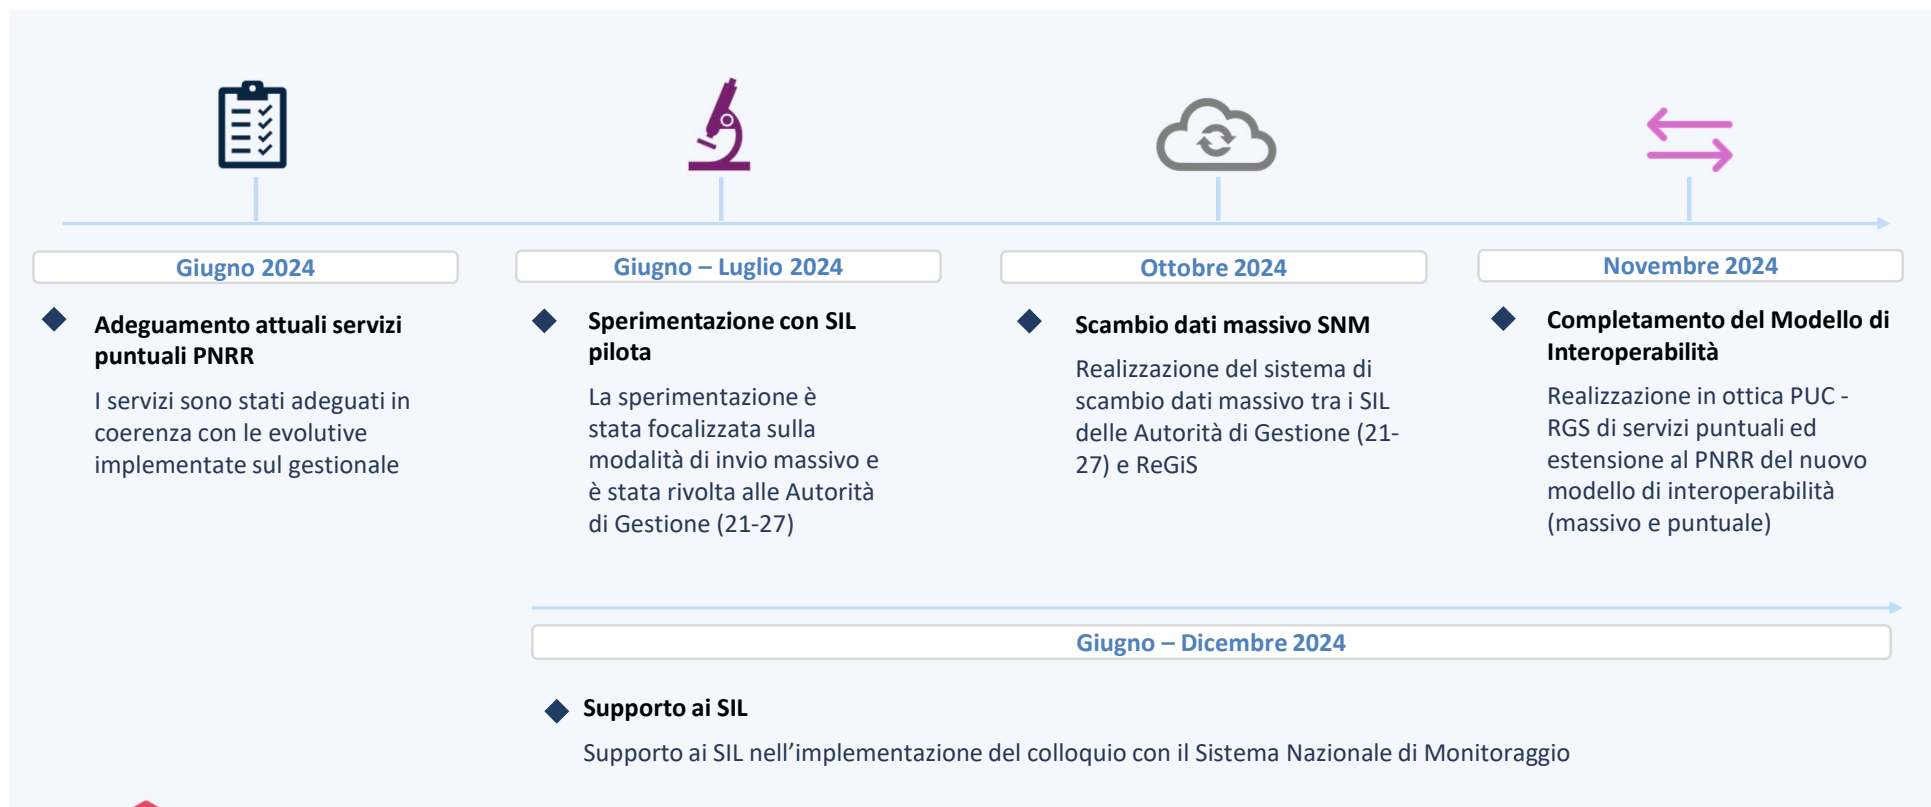 Giugno 2024
Adeguamento attuali servizi
puntuali PNRR
I servizi sono stati adeguati in
coerenza con le evolutive
implementate sul gestionale
Giugno – Luglio 2024
Sperimentazione con SIL
pilota
La sperimentazione è
stata focalizzata sulla
modalità di invio massivo e
è stata rivolta alle Autorità
di Gestione (21-27)
Ottobre 2024
Scambio dati massivo SNM
Realizzazione del sistema di
scambio dati massivo tra i SIL
delle Autorità di Gestione (21-
27) e ReGiS
Novembre 2024
Completamento del Modello di
Interoperabilità
Realizzazione in ottica PUC -
RGS di servizi puntuali ed
estensione al PNRR del nuovo
modello di interoperabilità
(massivo e puntuale)
Giugno – Dicembre 2024
Supporto ai SIL
Supporto ai SIL nell’implementazione del colloquio con il Sistema Nazionale di Monitoraggio